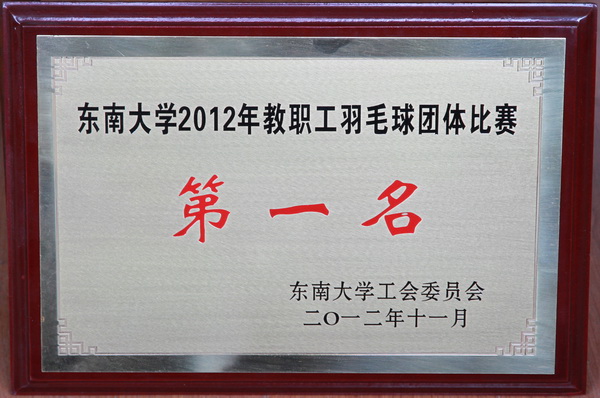 东南大学2012年教职工羽毛球团体比赛
第一名
东南大学工会委员会
二〇一二年十一月